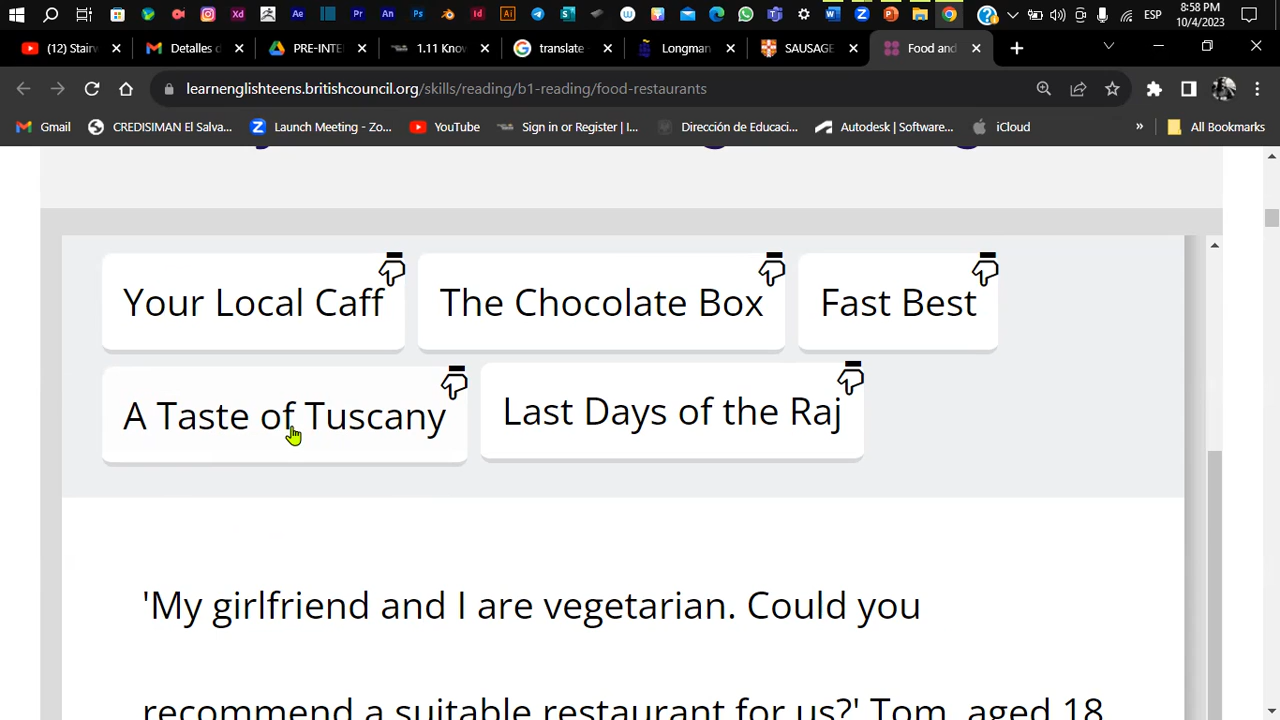 8:58 PM
ESP
10/4/2023
(12) Stairv
Detalles d
PRE-INTE
1.11 Kno
translate
Longman
SAUSAGE
Food and
learnenglishteens.britishcouncil.org/skills/reading/b1-reading/food-restaurants
Gmail
CREDISIMAN El Salva...
Launch Meeting - Zo...
YouTube
Sign in or Register | I...
Dirección de Educaci...
Autodesk | Software...
iCloud
»
All Bookmarks
Your Local Caff
The Chocolate Box
Fast Best
A Taste of Tuscany
Last Days of the Raj
'My girlfriend and I are vegetarian. Could you
recommend a suitable restaurant for us?' Tom, aged 18